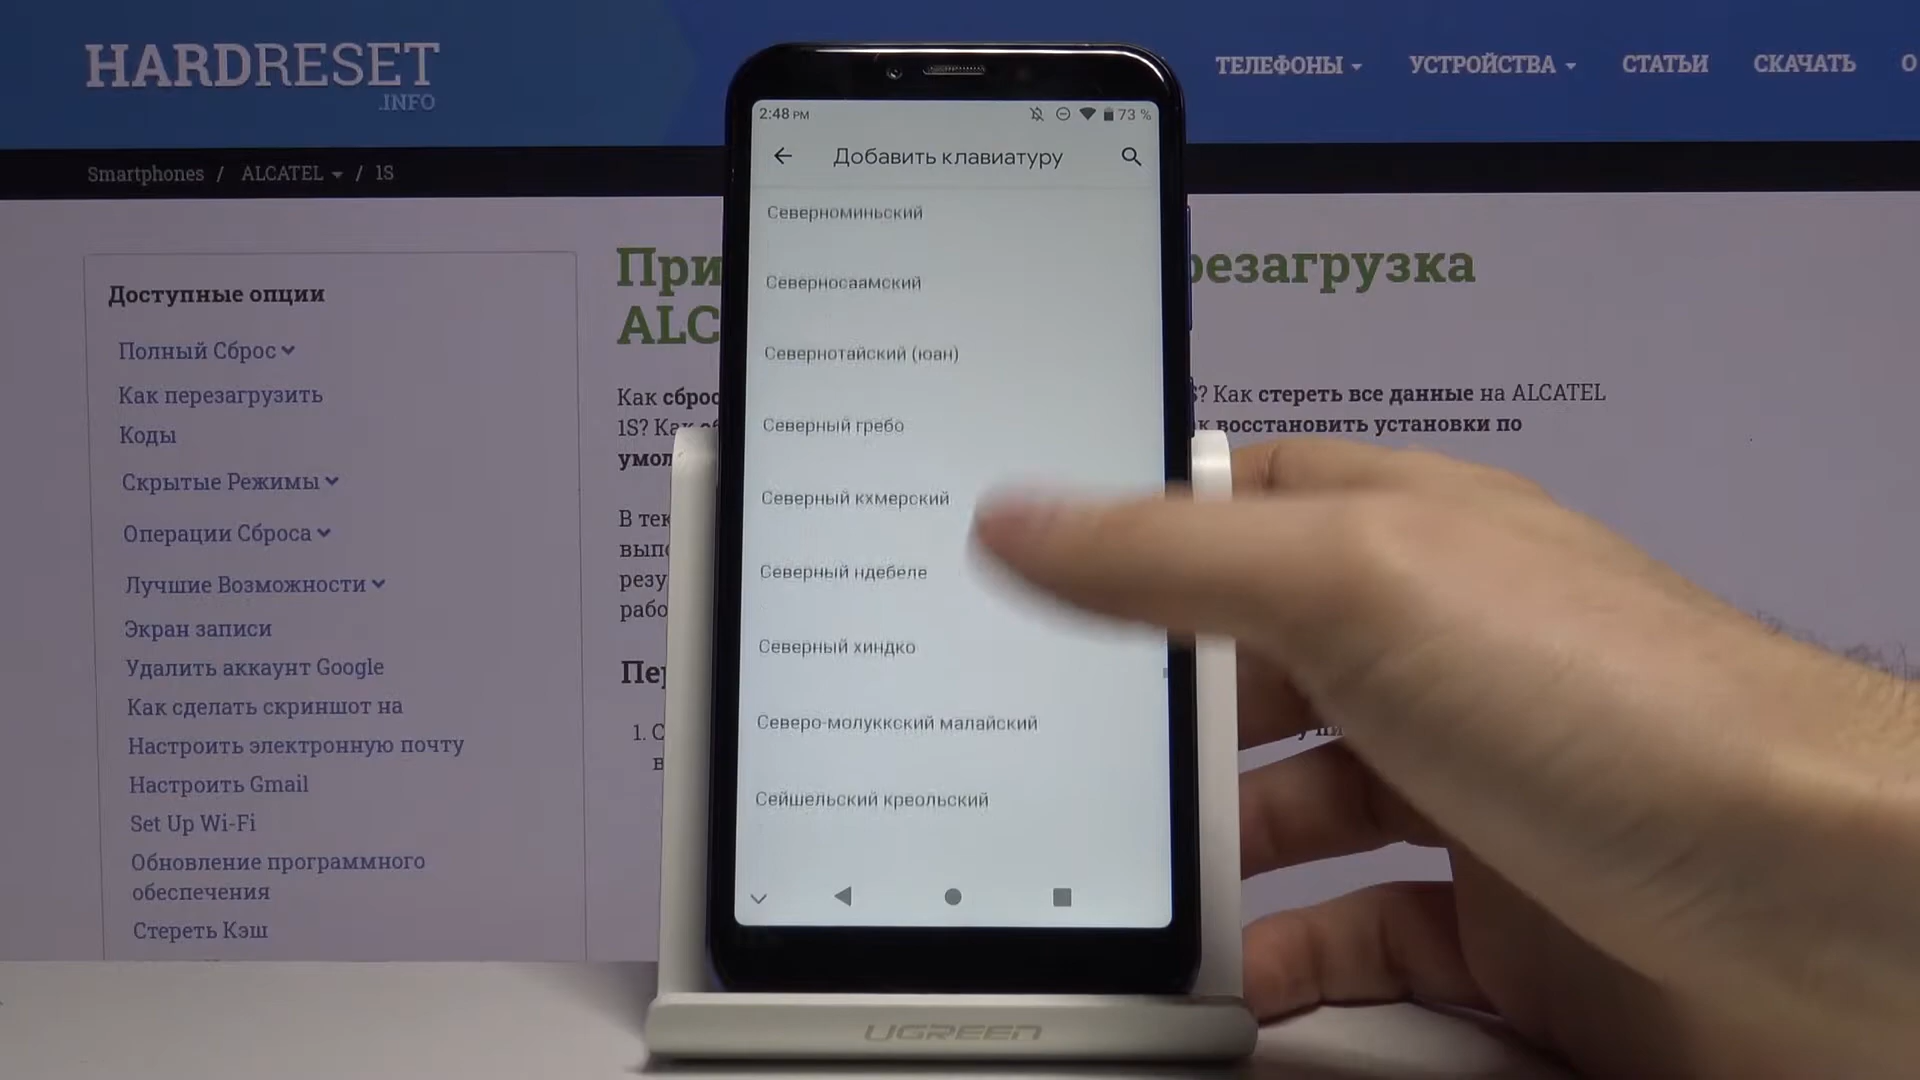 HARDRESET
.INFO
ТЕЛЕФОНЫ
УСТРОЙСТВА
СТАТЬИ
СКАЧАТЬ
О
Smartphones / ALCATEL / 1S
Доступные опции
Полный Сброс
Как перезагрузить
Коды
Скрытые Режимы
Операции Сброса
Лучшие Возможности
Экран записи
Удалить аккаунт Google
Как сделать скриншот на
Настроить электронную почту
Настроить Gmail
Set Up Wi-Fi
Обновление программного
обеспечения
Стереть Кэш
При резагрузка
ALC
Как сброс ? Как стереть все данные на ALCATEL
1S? Как восстановить установки по
умол
В тек
выпо
резу
рабо
Пер
1. С
в
2:48 PM
73 %
Добавить клавиатуру
Северноминьский
Северносаамский
Севернотайский (юан)
Северный гребо
Северный кхмерский
Северный ндебеле
Северный хиндко
Северо-молуккский малайский
Сейшельский креольский
UGREEN